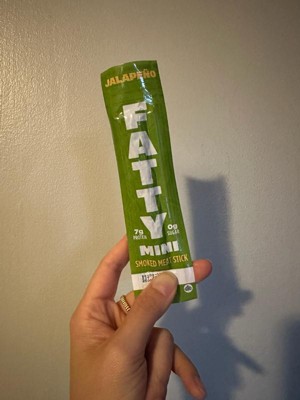 JALAPEÑO
FATTY
7g PROTEIN
0g SUGAR
MINI
SMOKED MEAT STICK